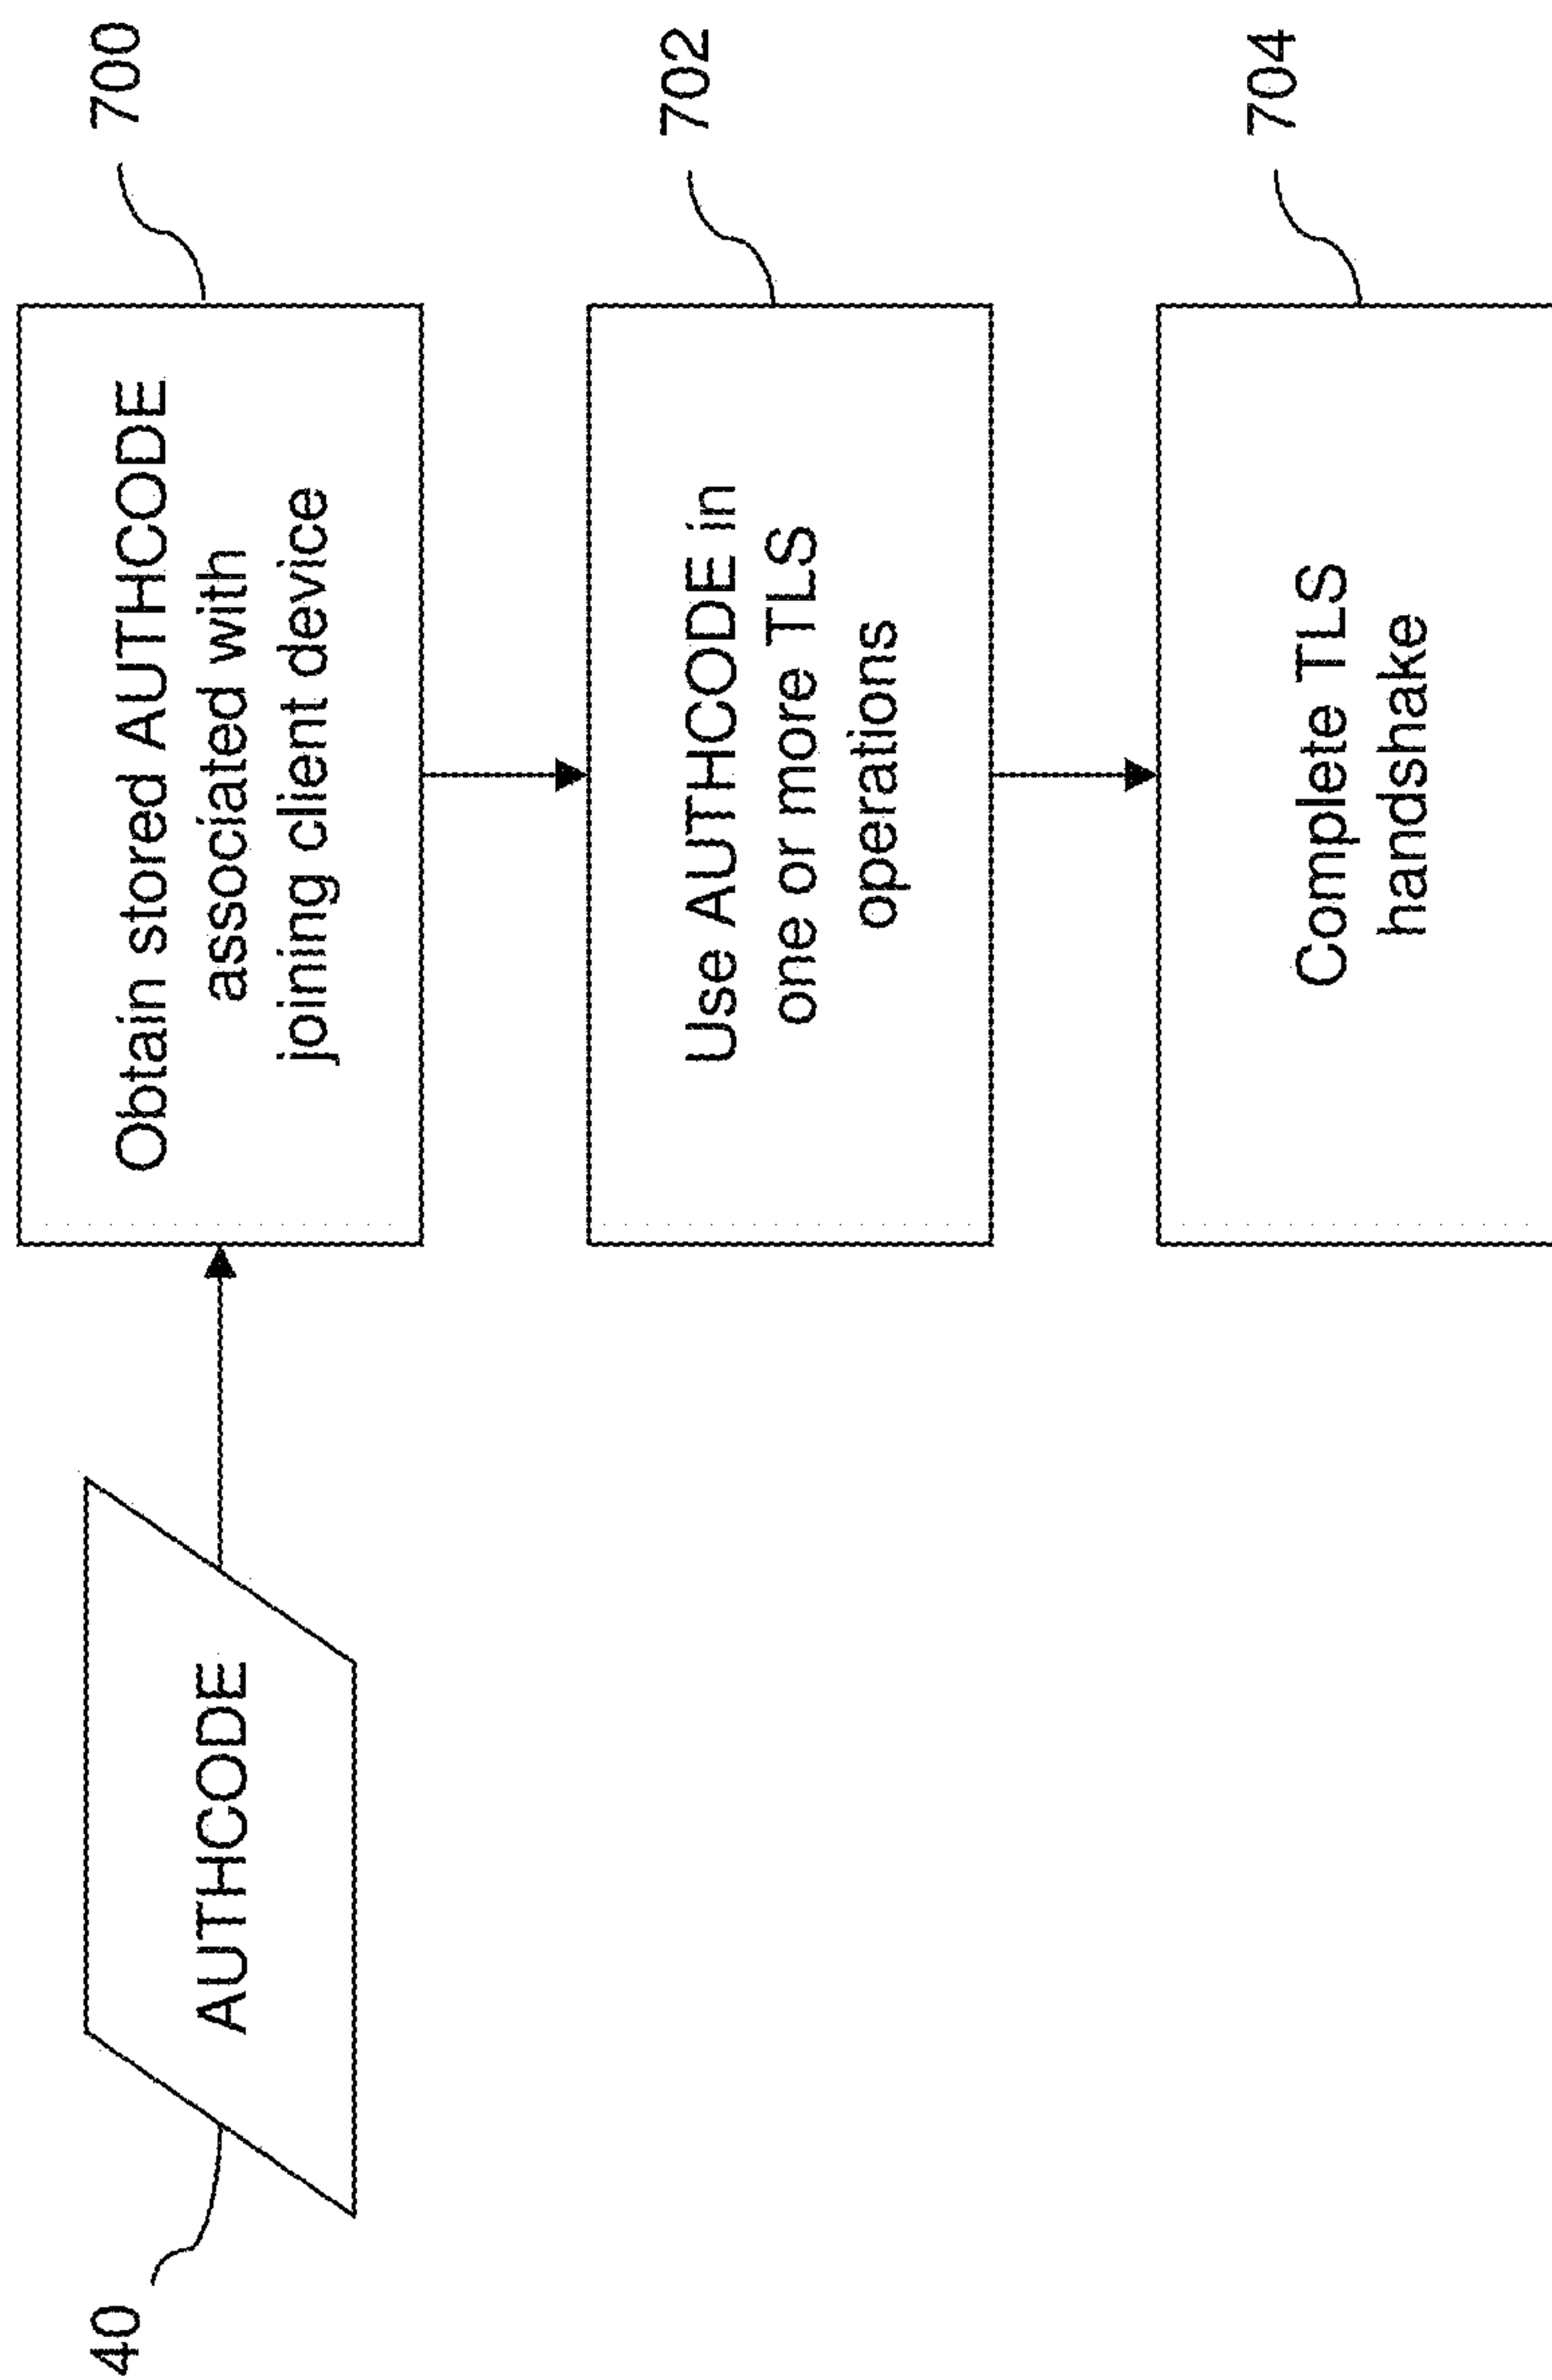 40
AUTHCODE
Obtain stored AUTHCODE
associated with
joining client device
700
Use AUTHCODE in
one or more TLS
operations
702
Complete TLS
handshake
704